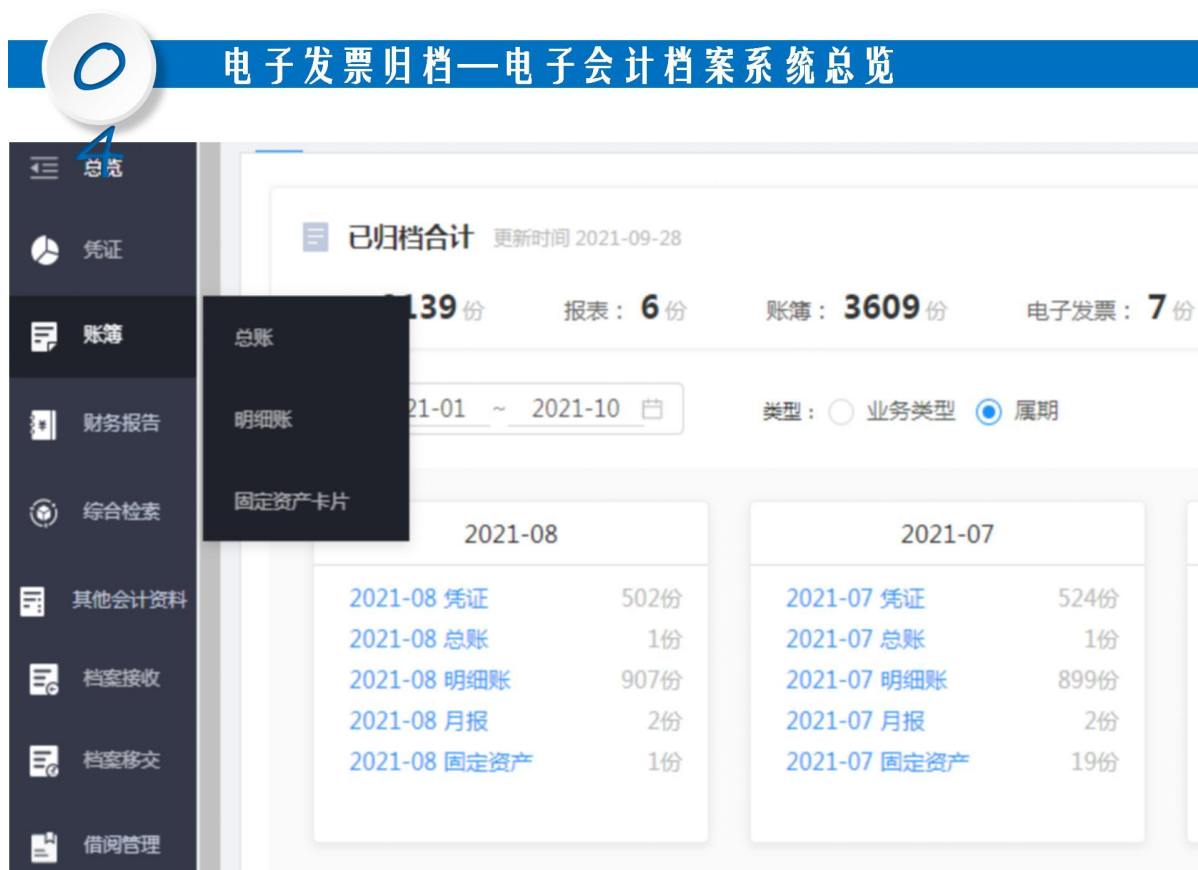 04
电子发票归档—电子会计档案系统总览
总览
凭证
账簿
财务报告
综合检索
其他会计资料
档案接收
档案移交
借阅管理
总账
明细账
固定资产卡片
已归档合计 更新时间 2021-09-28
139份 报表：6份 账簿：3609份 电子发票：7份
21-01 ~ 2021-10 类型： 业务类型 属期
2021-08
2021-08 凭证 502份
2021-08 总账 1份
2021-08 明细账 907份
2021-08 月报 2份
2021-08 固定资产 1份
2021-07
2021-07 凭证 524份
2021-07 总账 1份
2021-07 明细账 899份
2021-07 月报 2份
2021-07 固定资产 19份